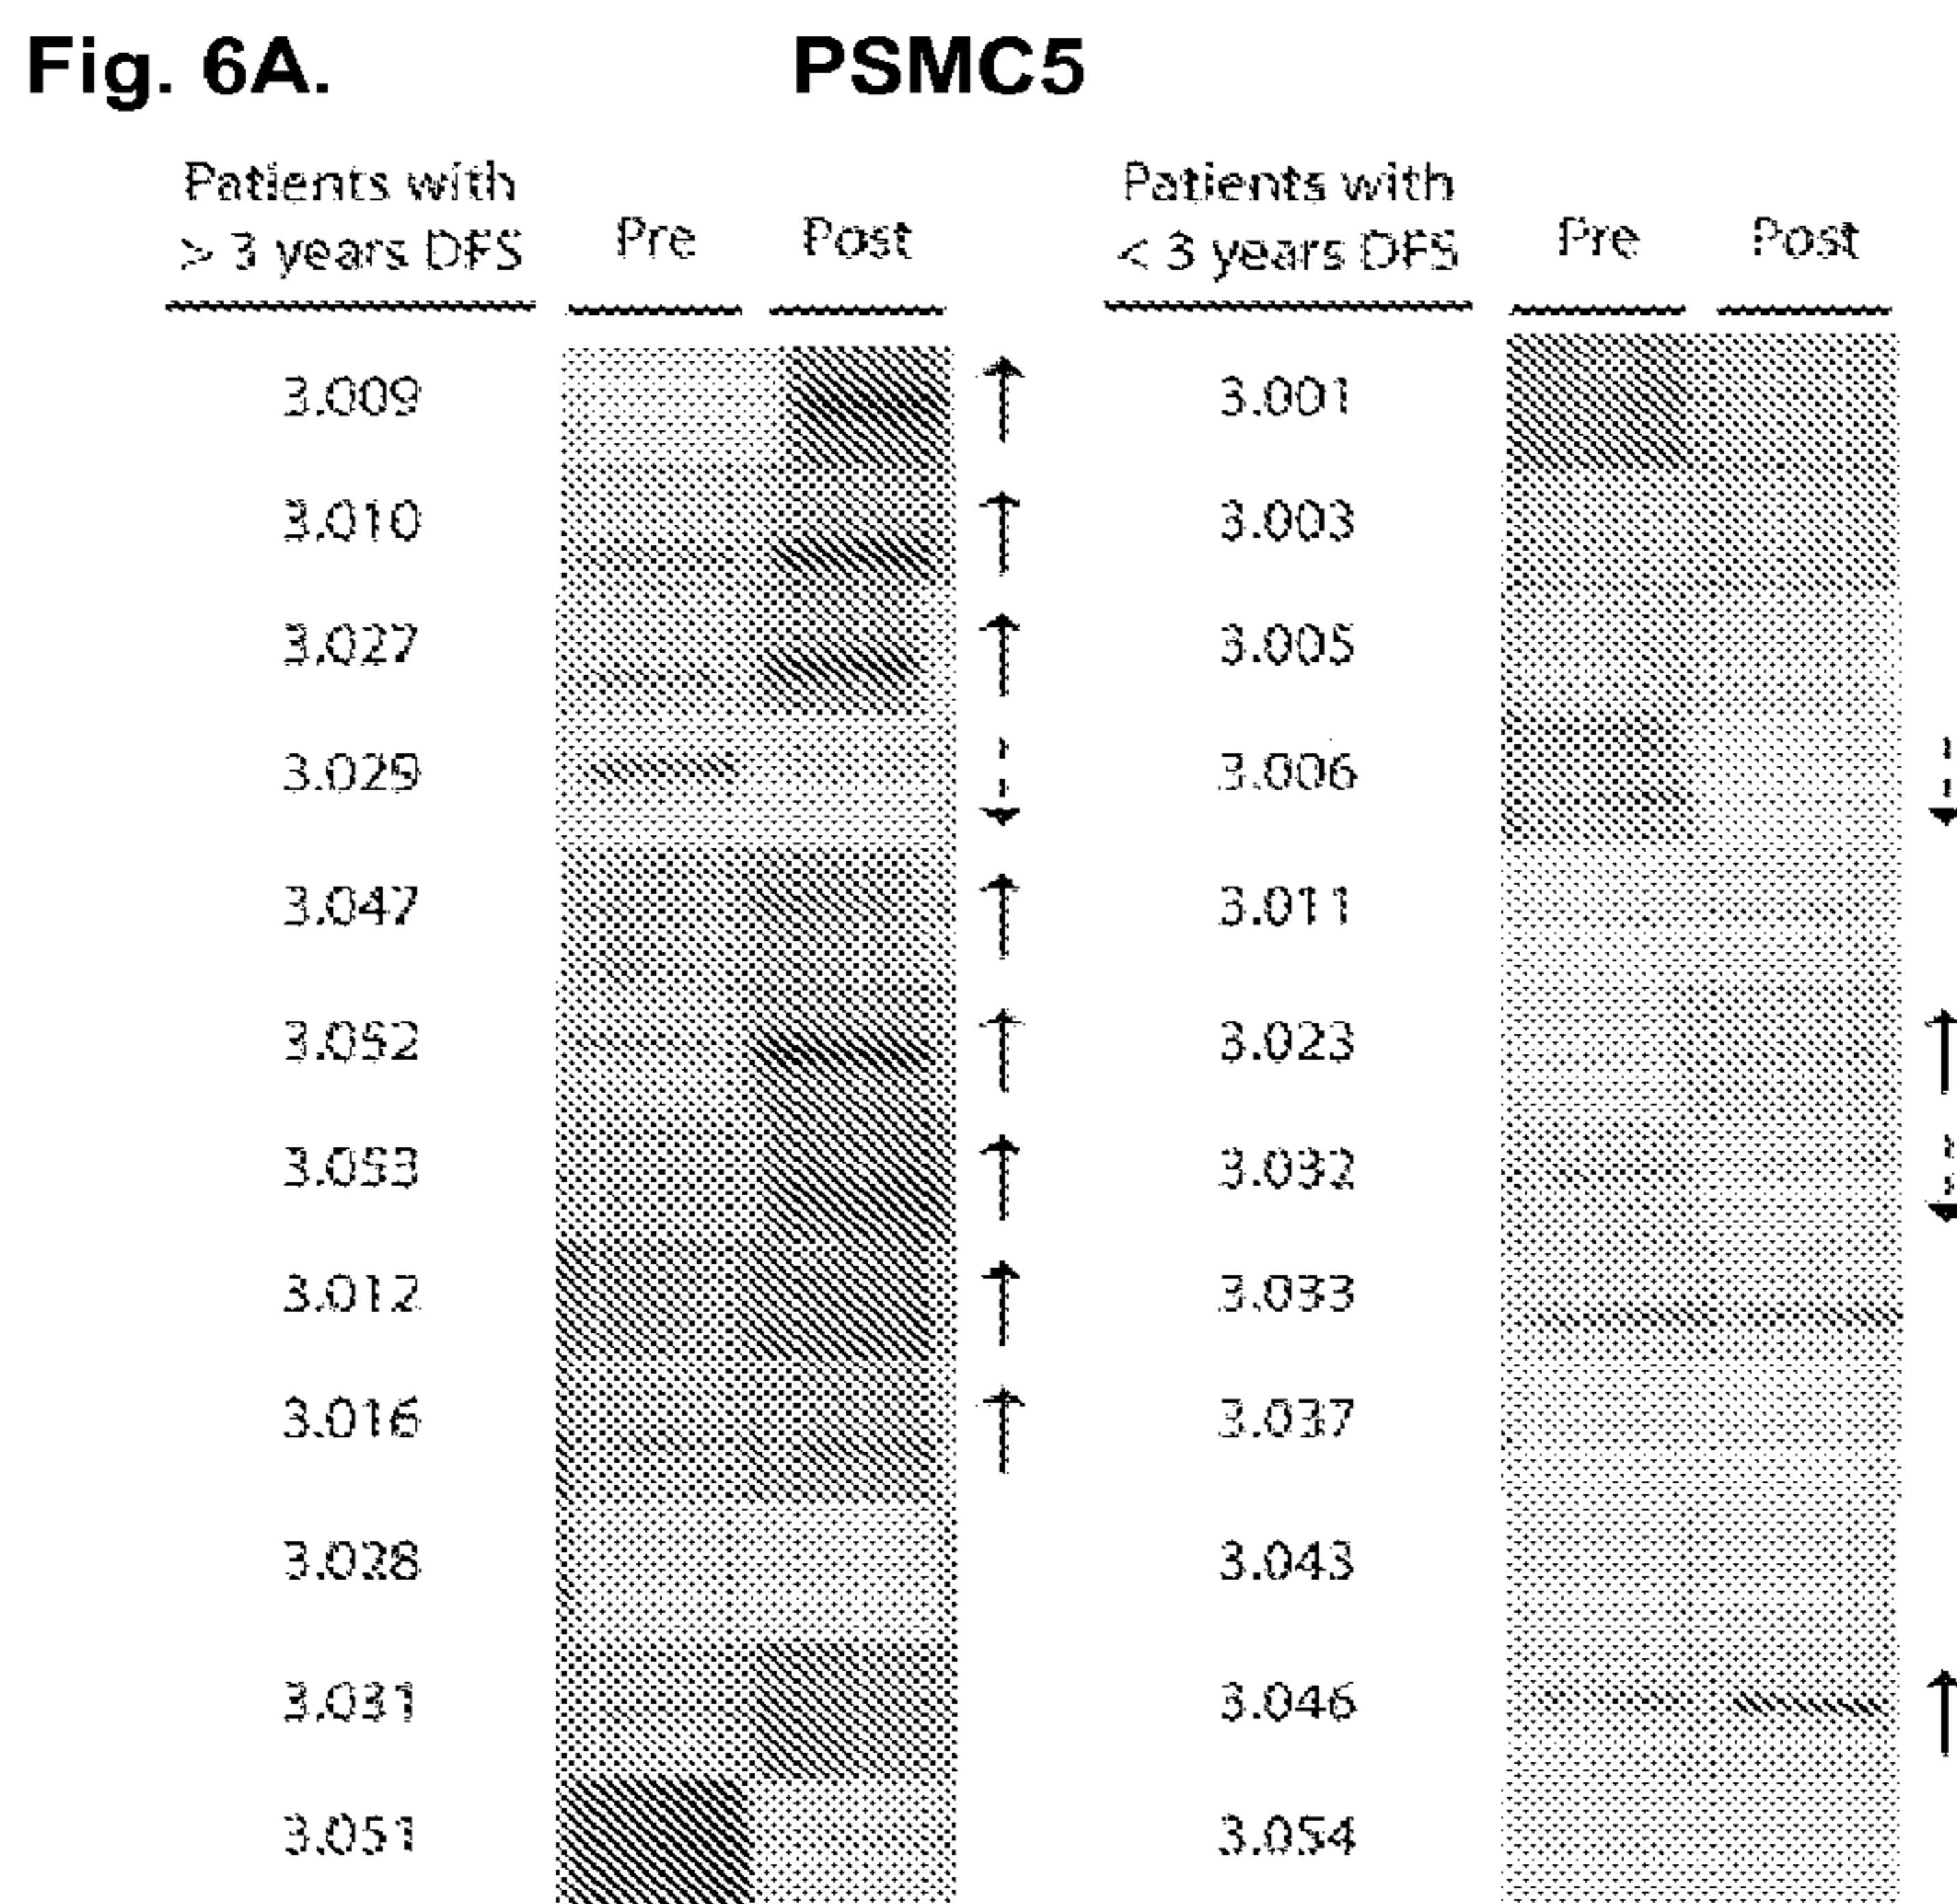 Fig. 6A. PSMC5
Patients with
> 3 years DFS Pre Post
Patients with
< 3 years DFS Pre Post
3.009 3.001
3.010 3.003
3.027 3.005
3.029 3.006
3.047 3.011
3.052 3.023
3.053 3.032
3.012 3.033
3.016 3.037
3.028 3.043
3.031 3.046
3.051 3.054